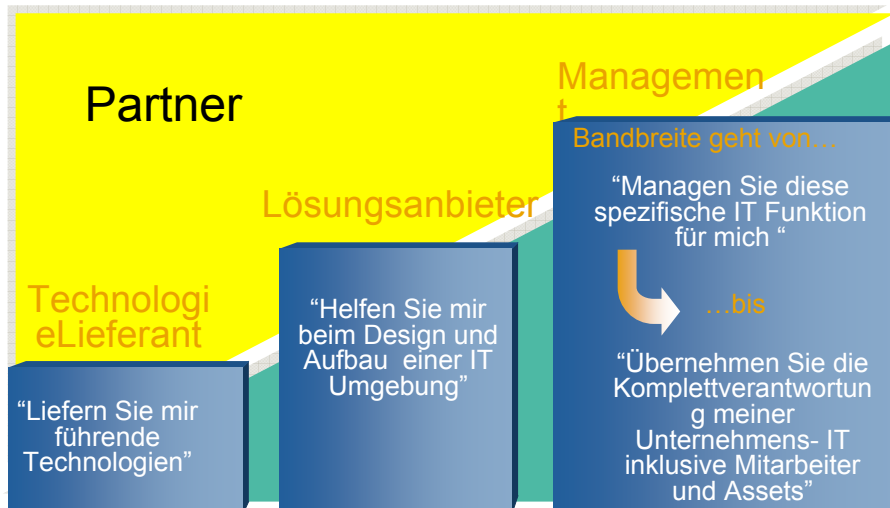 Partner
Technologi
eLieferant
“Liefern Sie mir
führende
Technologien”
Lösungsanbieter
“Helfen Sie mir
beim Design und
Aufbau einer IT
Umgebung”
Managemen
t
Bandbreite geht von…
“Managen Sie diese
spezifische IT Funktion
für mich “
…bis
“Übernehmen Sie die
Komplettverantwortun
g meiner
Unternehmens- IT
inklusive Mitarbeiter
und Assets”